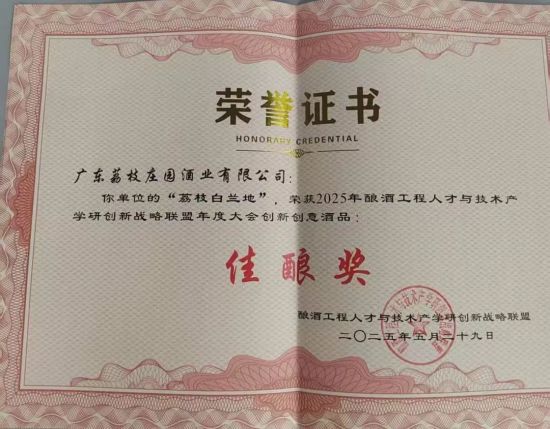 荣誉证书
HONORARY CREDENTIAL
广东荔枝庄园酒业有限公司：
你单位的“荔枝白兰地”，荣获2025年酿酒工程人才与技术产
学研创新战略联盟年度大会创新创意酒品：
佳酿奖
酿酒工程人才与技术产学研创新战略联盟
二〇二五年五月二十九日